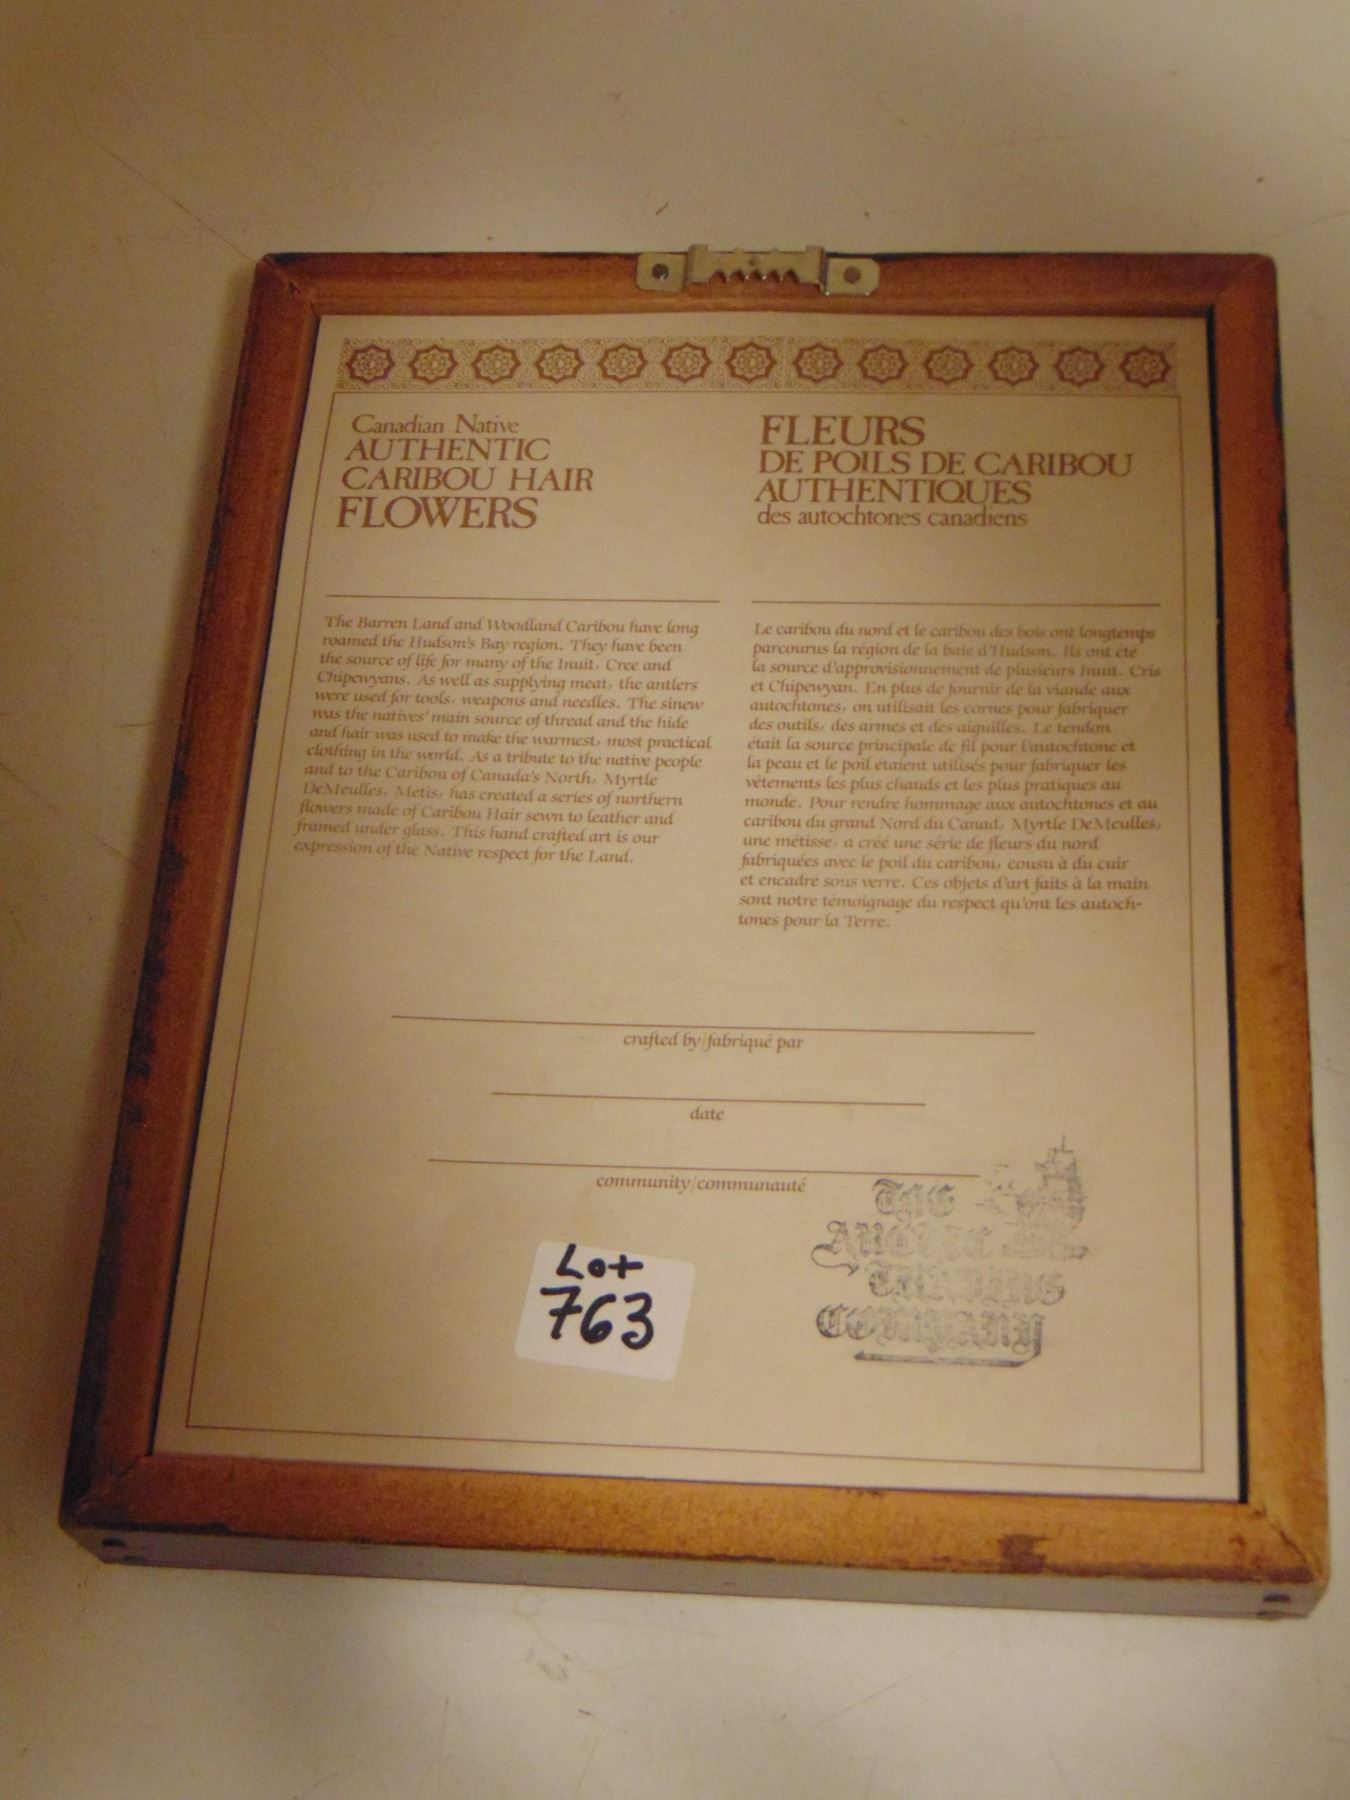 Canadian Native
AUTHENTIC
CARIBOU HAIR
FLOWERS
The Barren Land and Woodland Caribou have long
roamed the Hudson's Bay region. They have been
the source of life for many of the Inuit, Cree and
Chipewyans. As well as supplying meat, the antlers
were used for tools, weapons and needles. The sinew
was the natives' main source of thread and the hide
and hair was used to make the warmest, most practical
clothing in the world. As a tribute to the native people
and to the Caribou of Canada's North, Myrtle
DeMeulles, Metis, has created a series of northern
flowers made of Caribou Hair sewn to leather and
framed under glass. This hand crafted art is our
expression of the Native respect for the Land.
FLEURS
DE POILS DE CARIBOU
AUTHENTIQUES
des autochtones canadiens
Le caribou du nord et le caribou des bois ont longtemps
parcourus la région de la baie d'Hudson. Ils ont été
la source d'approvisionnement de plusieurs Inuit, Cris
et Chipewyan. En plus de fournir de la viande aux
autochtones, on utilisait les cornes pour fabriquer
des outils, des armes et des aiguilles. Le tendon
était la source principale de fil pour l'autochtone et
la peau et le poil étaient utilisés pour fabriquer les
vêtements les plus chauds et les plus pratiques au
monde. Pour rendre hommage aux autochtones et au
caribou du grand Nord du Canad, Myrtle DeMeulles,
une métisse, a créé une série de fleurs du nord
fabriquées avec le poil du caribou, cousu à du cuir
et encadré sous verre. Ces objets d'art faits à la main
sont notre témoignage du respect qu'ont les autoch-
tones pour la Terre.
crafted by/fabriqué par
date
community/communauté
THE
TRADING
COMPANY
Lot
763